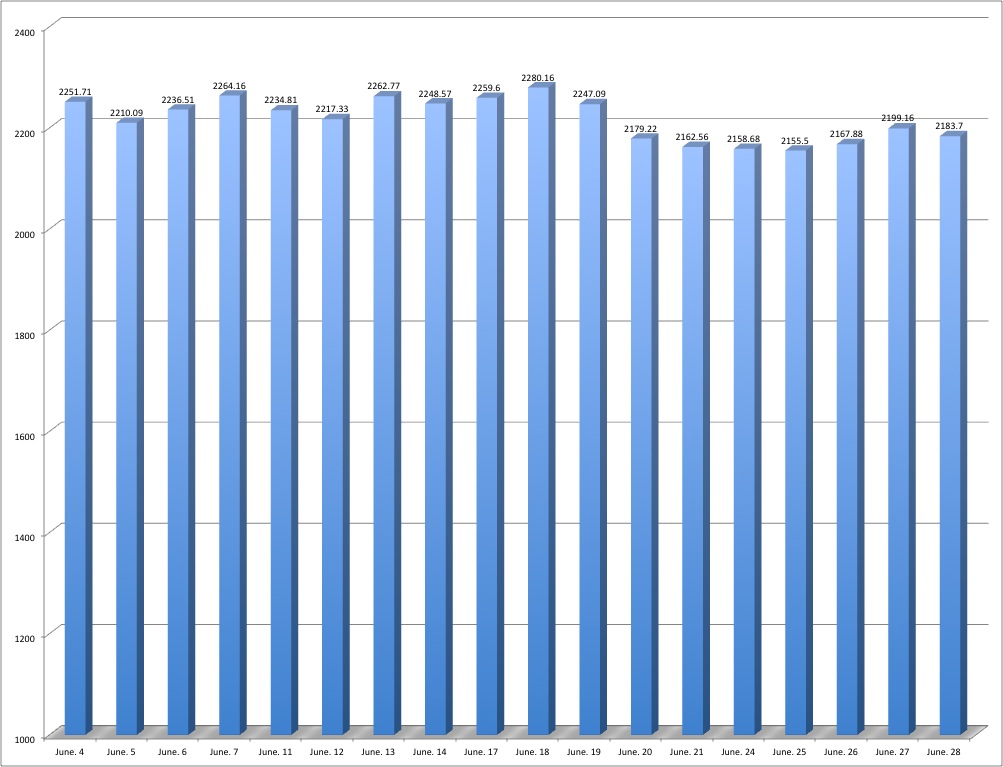 2400
2200
2000
1800
1600
1400
1200
1000
2251.71
2210.09
2236.51
2264.16
2234.81
2217.33
2262.77
2248.57
2259.6
2280.16
2247.09
2179.22
2162.56
2158.68
2155.5
2167.88
2199.16
2183.7
June. 4
June. 5
June. 6
June. 7
June. 11
June. 12
June. 13
June. 14
June. 17
June. 18
June. 19
June. 20
June. 21
June. 24
June. 25
June. 26
June. 27
June. 28